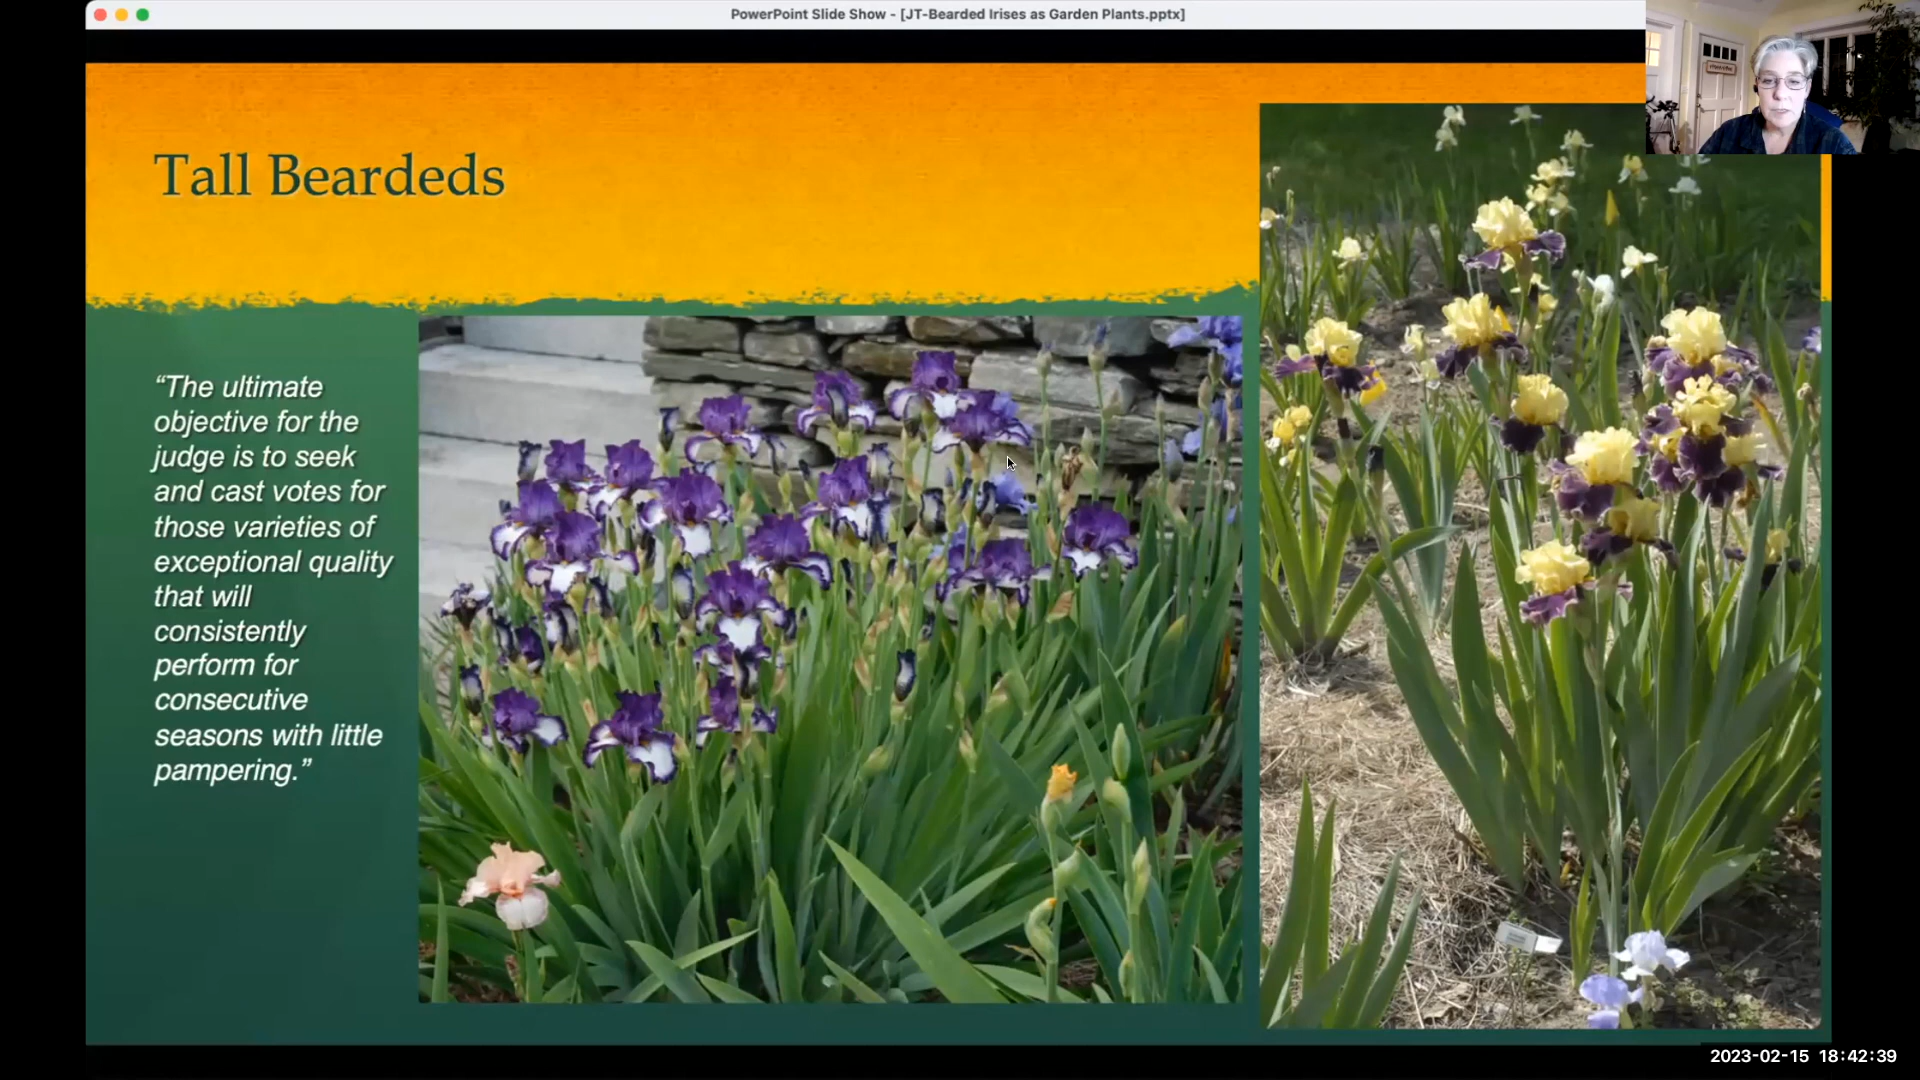 PowerPoint Slide Show - [JT-Bearded Irises as Garden Plants.pptx]
Tall Beardeds
“The ultimate
objective for the
judge is to seek
and cast votes for
those varieties of
exceptional quality
that will
consistently
perform for
consecutive
seasons with little
pampering.”
2023-02-15 18:42:39